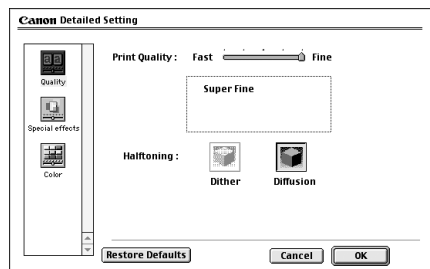 Canon Detailed Setting
Quality
Special effects
Color
Print Quality : Fast Fine
Super Fine
Halftoning :
Dither Diffusion
Restore Defaults Cancel OK